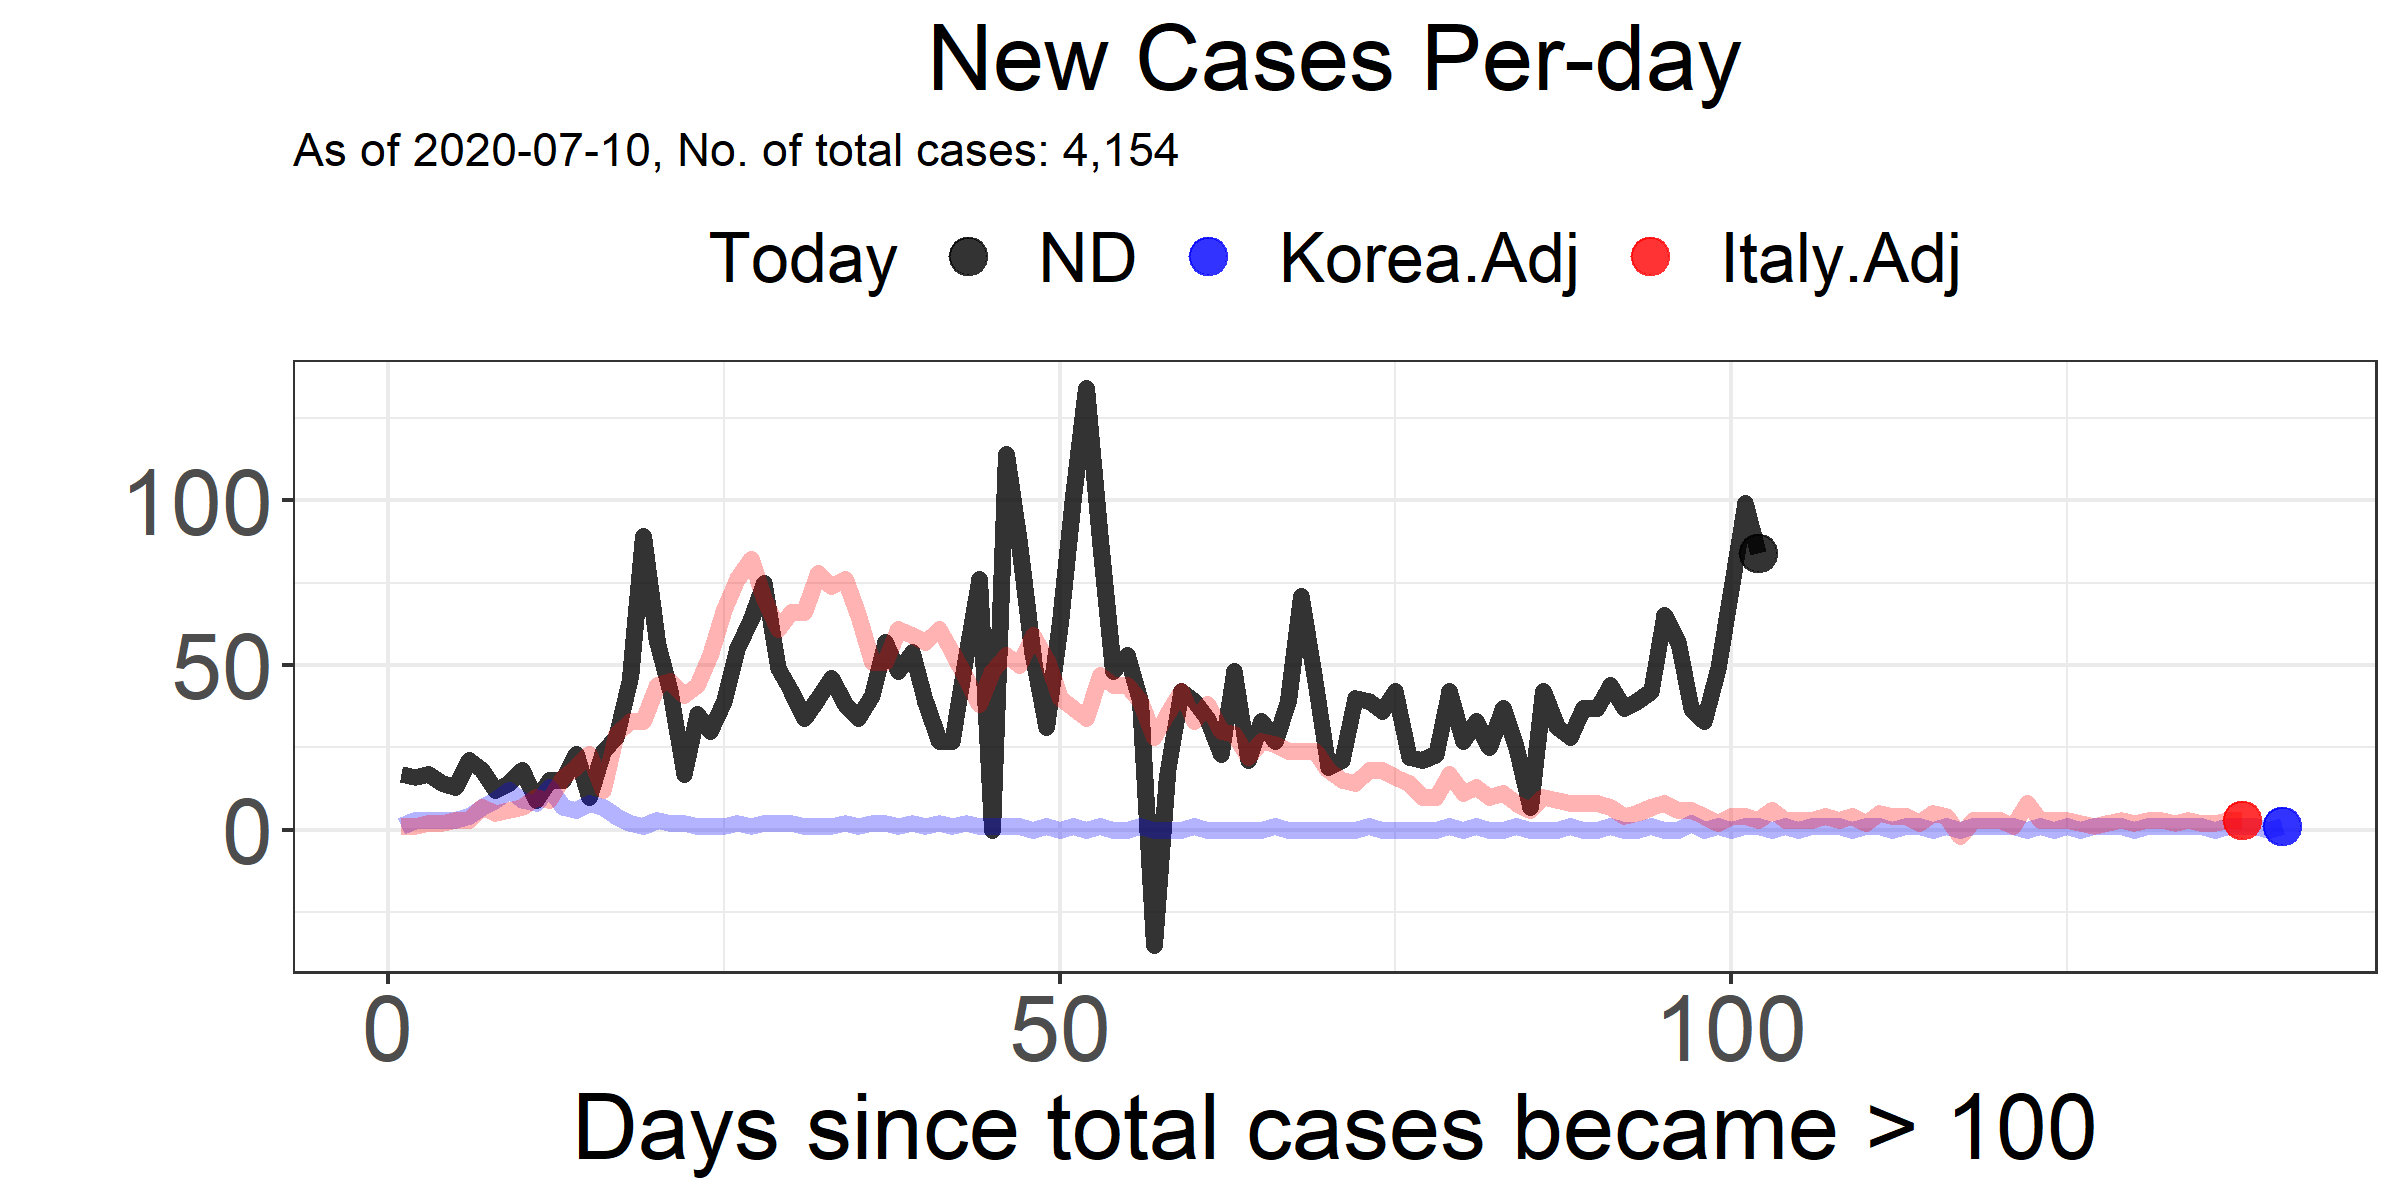 New Cases Per-day
As of 2020-07-10, No. of total cases: 4,154
Today ND Korea.Adj Italy.Adj
100
50
0
0 50 100
Days since total cases became > 100